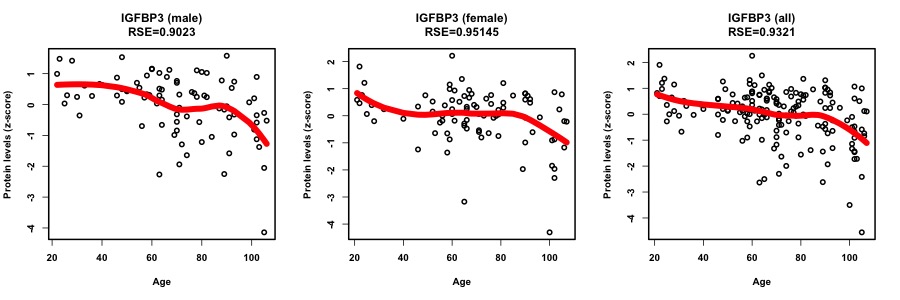 IGFBP3 (male)
RSE=0.9023
Protein levels (z-score)
1
0
-1
-2
-3
-4
20 40 60 80 100
Age
IGFBP3 (female)
RSE=0.95145
Protein levels (z-score)
2
1
0
-1
-2
-3
-4
20 40 60 80 100
Age
IGFBP3 (all)
RSE=0.9321
Protein levels (z-score)
2
1
0
-1
-2
-3
-4
20 40 60 80 100
Age